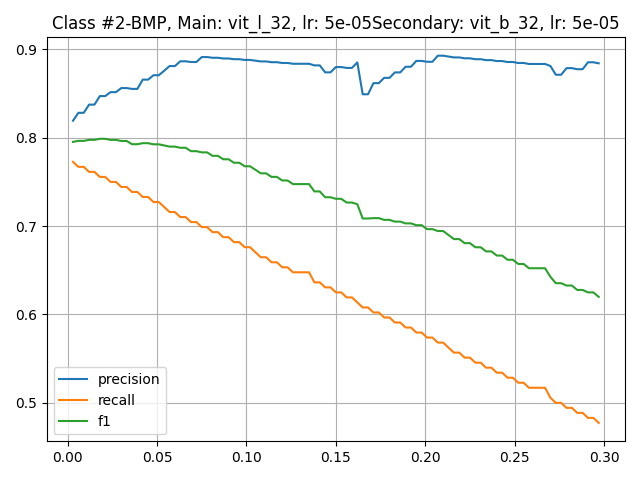 Class #2-BMP, Main: vit_l_32, lr: 5e-05Secondary: vit_b_32, lr: 5e-05
0.9
0.8
0.7
0.6
0.5
precision
recall
f1
0.00 0.05 0.10 0.15 0.20 0.25 0.30